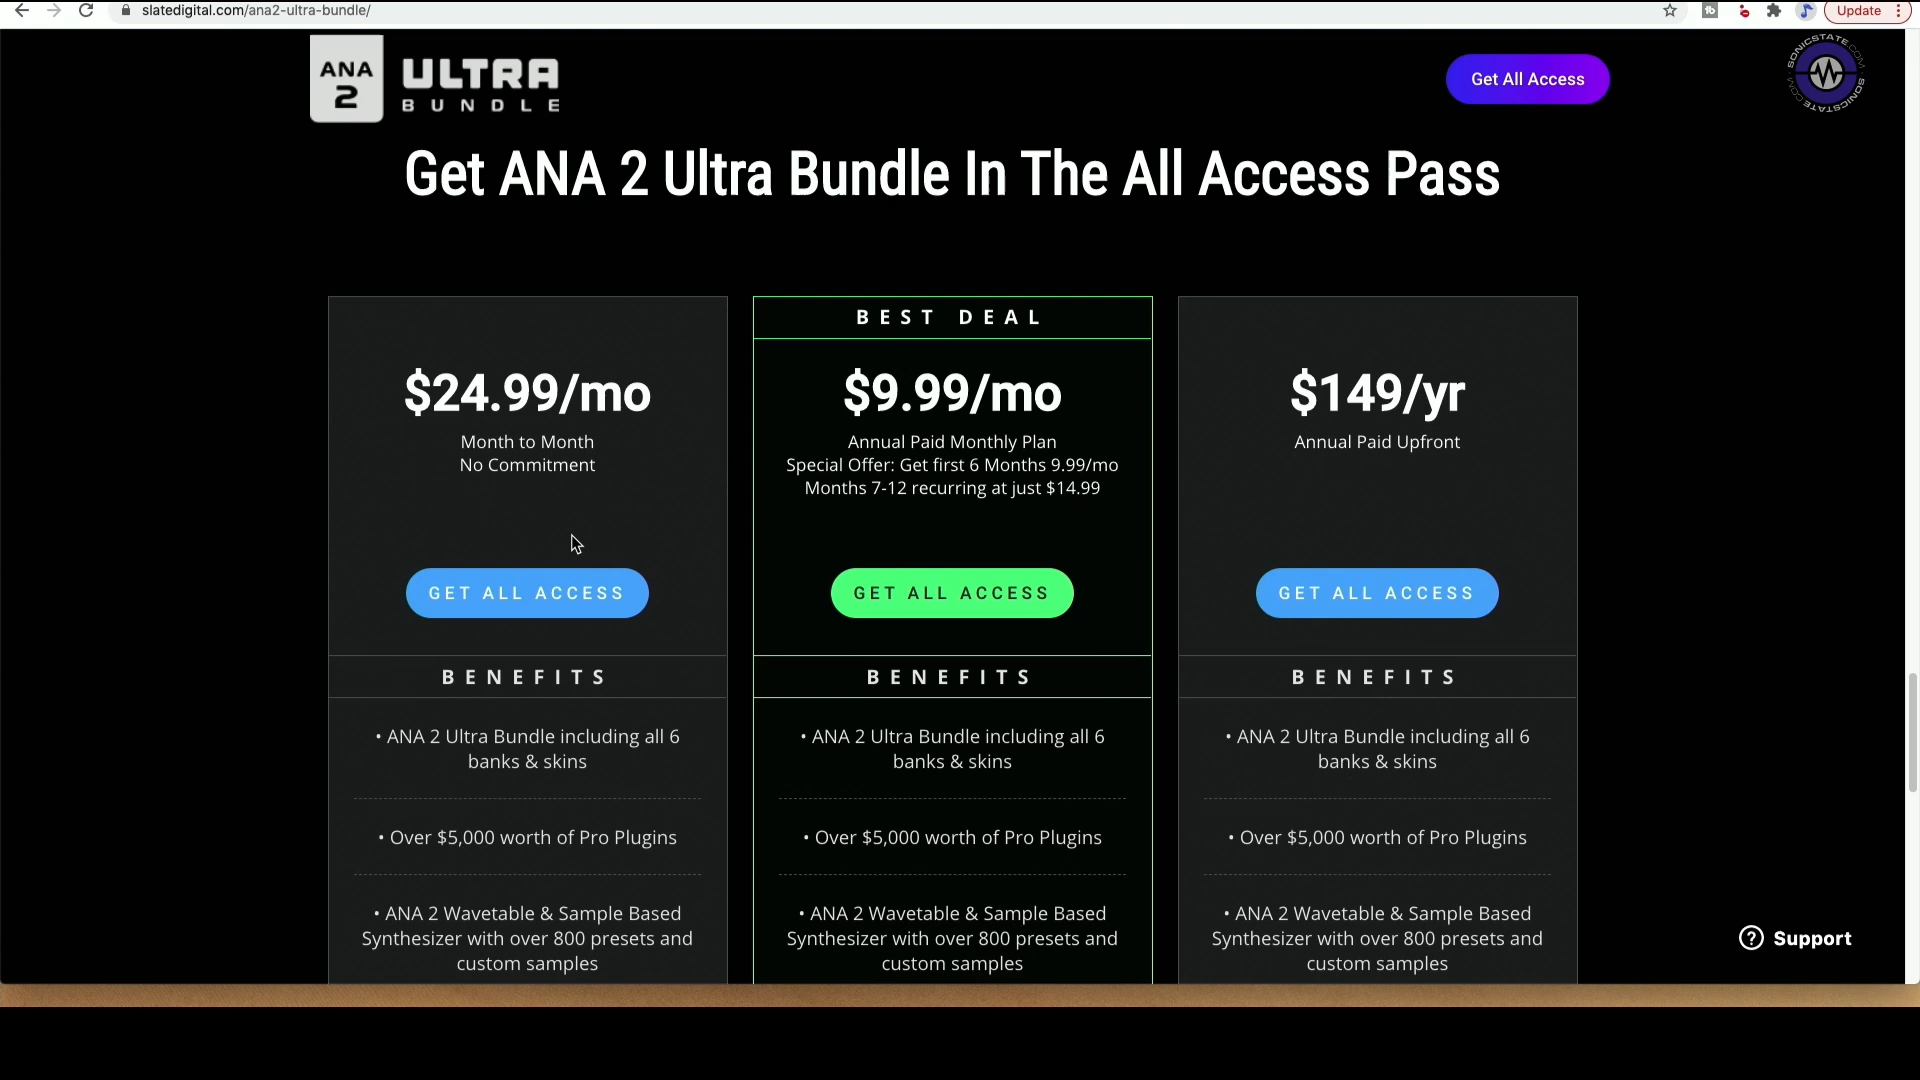 slatedigital.com/ana2-ultra-bundle/
Update
ANA
2
ULTRA
BUNDLE
Get All Access
SONICSTATE.COM · SONICSTATE.COM ·
Get ANA 2 Ultra Bundle In The All Access Pass
$24.99/mo
Month to Month
No Commitment
GET ALL ACCESS
BENEFITS
• ANA 2 Ultra Bundle including all 6
banks & skins
• Over $5,000 worth of Pro Plugins
• ANA 2 Wavetable & Sample Based
Synthesizer with over 800 presets and
custom samples
BEST DEAL
$9.99/mo
Annual Paid Monthly Plan
Special Offer: Get first 6 Months 9.99/mo
Months 7-12 recurring at just $14.99
GET ALL ACCESS
BENEFITS
• ANA 2 Ultra Bundle including all 6
banks & skins
• Over $5,000 worth of Pro Plugins
• ANA 2 Wavetable & Sample Based
Synthesizer with over 800 presets and
custom samples
$149/yr
Annual Paid Upfront
GET ALL ACCESS
BENEFITS
• ANA 2 Ultra Bundle including all 6
banks & skins
• Over $5,000 worth of Pro Plugins
• ANA 2 Wavetable & Sample Based
Synthesizer with over 800 presets and
custom samples
Support